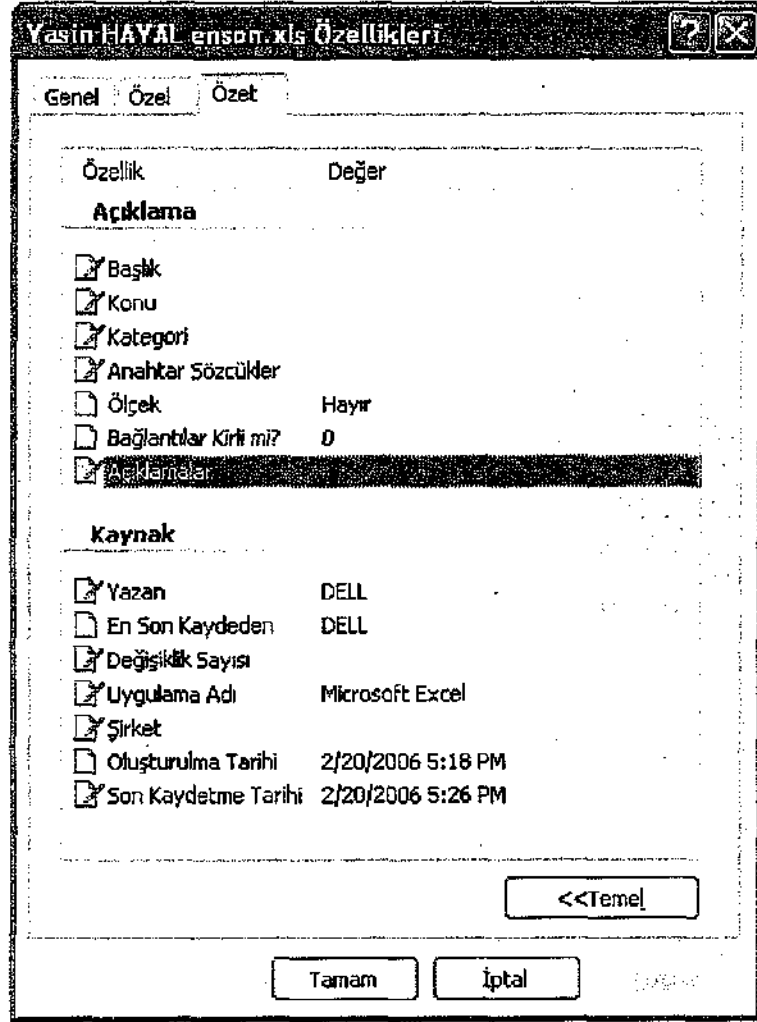 Yasin HAYAL enson.xls Özellikleri
Genel Özel Özet
Özellik Değer
Açıklama
Başlık
Konu
Kategori
Anahtar Sözcükler
Ölçek Hayır
Bağlantılar Kirli mi? 0
Açıklamalar
Kaynak
Yazan DELL
En Son Kaydeden DELL
Değişiklik Sayısı
Uygulama Adı Microsoft Excel
Şirket
Oluşturulma Tarihi 2/20/2006 5:18 PM
Son Kaydetme Tarihi 2/20/2006 5:26 PM
<<Temel
Tamam İptal